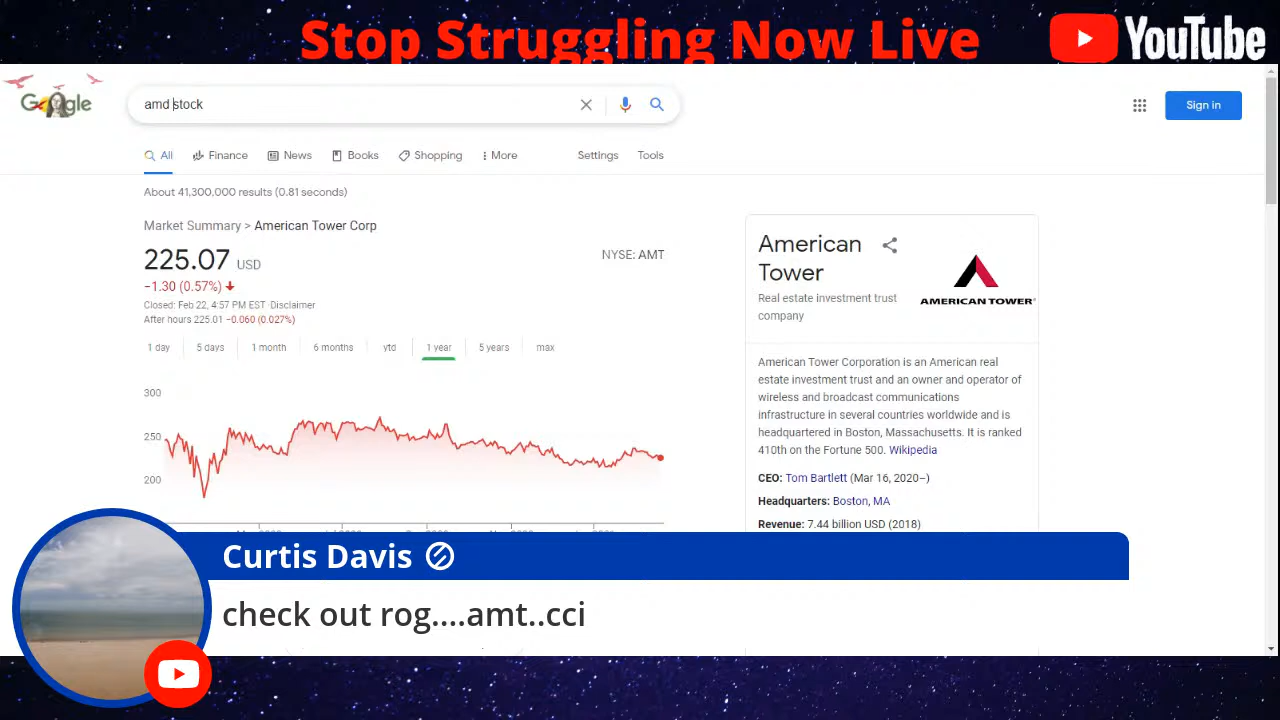 Stop Struggling Now Live
YouTube
Google
amd stock
Sign in
All
Finance
News
Books
Shopping
More
Settings
Tools
About 41,300,000 results (0.81 seconds)
Market Summary > American Tower Corp
225.07 USD
NYSE: AMT
−1.30 (0.57%)
Closed: Feb 22, 4:57 PM EST · Disclaimer
After hours 225.01 −0.060 (0.027%)
1 day
5 days
1 month
6 months
ytd
1 year
5 years
max
300
250
200
American
Tower
Real estate investment trust
company
AMERICAN TOWER®
American Tower Corporation is an American real
estate investment trust and an owner and operator of
wireless and broadcast communications
infrastructure in several countries worldwide and is
headquartered in Boston, Massachusetts. It is ranked
410th on the Fortune 500. Wikipedia
CEO: Tom Bartlett (Mar 16, 2020–)
Headquarters: Boston, MA
Revenue: 7.44 billion USD (2018)
Curtis Davis
check out rog....amt..cci